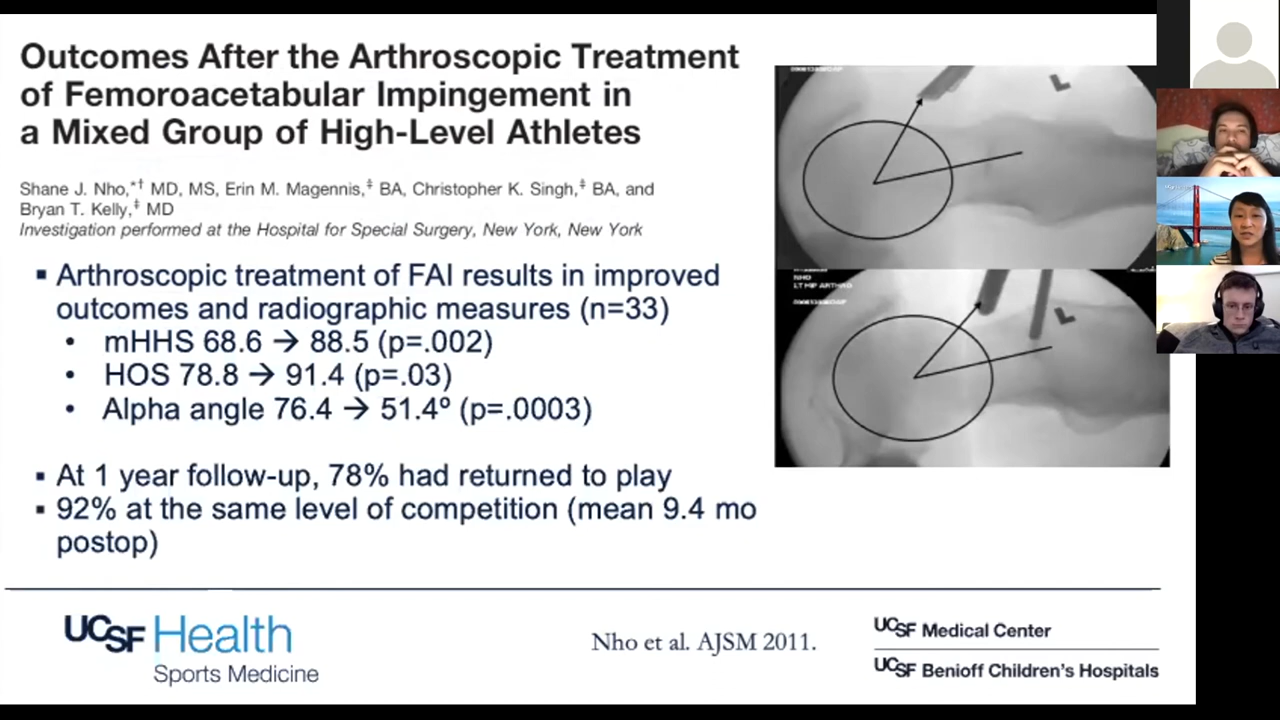 Outcomes After the Arthroscopic Treatment
of Femoroacetabular Impingement in
a Mixed Group of High-Level Athletes
Shane J. Nho,*† MD, MS, Erin M. Magennis,‡ BA, Christopher K. Singh,‡ BA, and
Bryan T. Kelly,‡ MD
Investigation performed at the Hospital for Special Surgery, New York, New York
▪ Arthroscopic treatment of FAI results in improved
outcomes and radiographic measures (n=33)
• mHHS 68.6 → 88.5 (p=.002)
• HOS 78.8 → 91.4 (p=.03)
• Alpha angle 76.4 → 51.4º (p=.0003)
▪ At 1 year follow-up, 78% had returned to play
▪ 92% at the same level of competition (mean 9.4 mo
postop)
NHO
LT HIP ARTHRO
UCSF Health
Sports Medicine
Nho et al. AJSM 2011.
UCSF Medical Center
UCSF Benioff Children's Hospitals